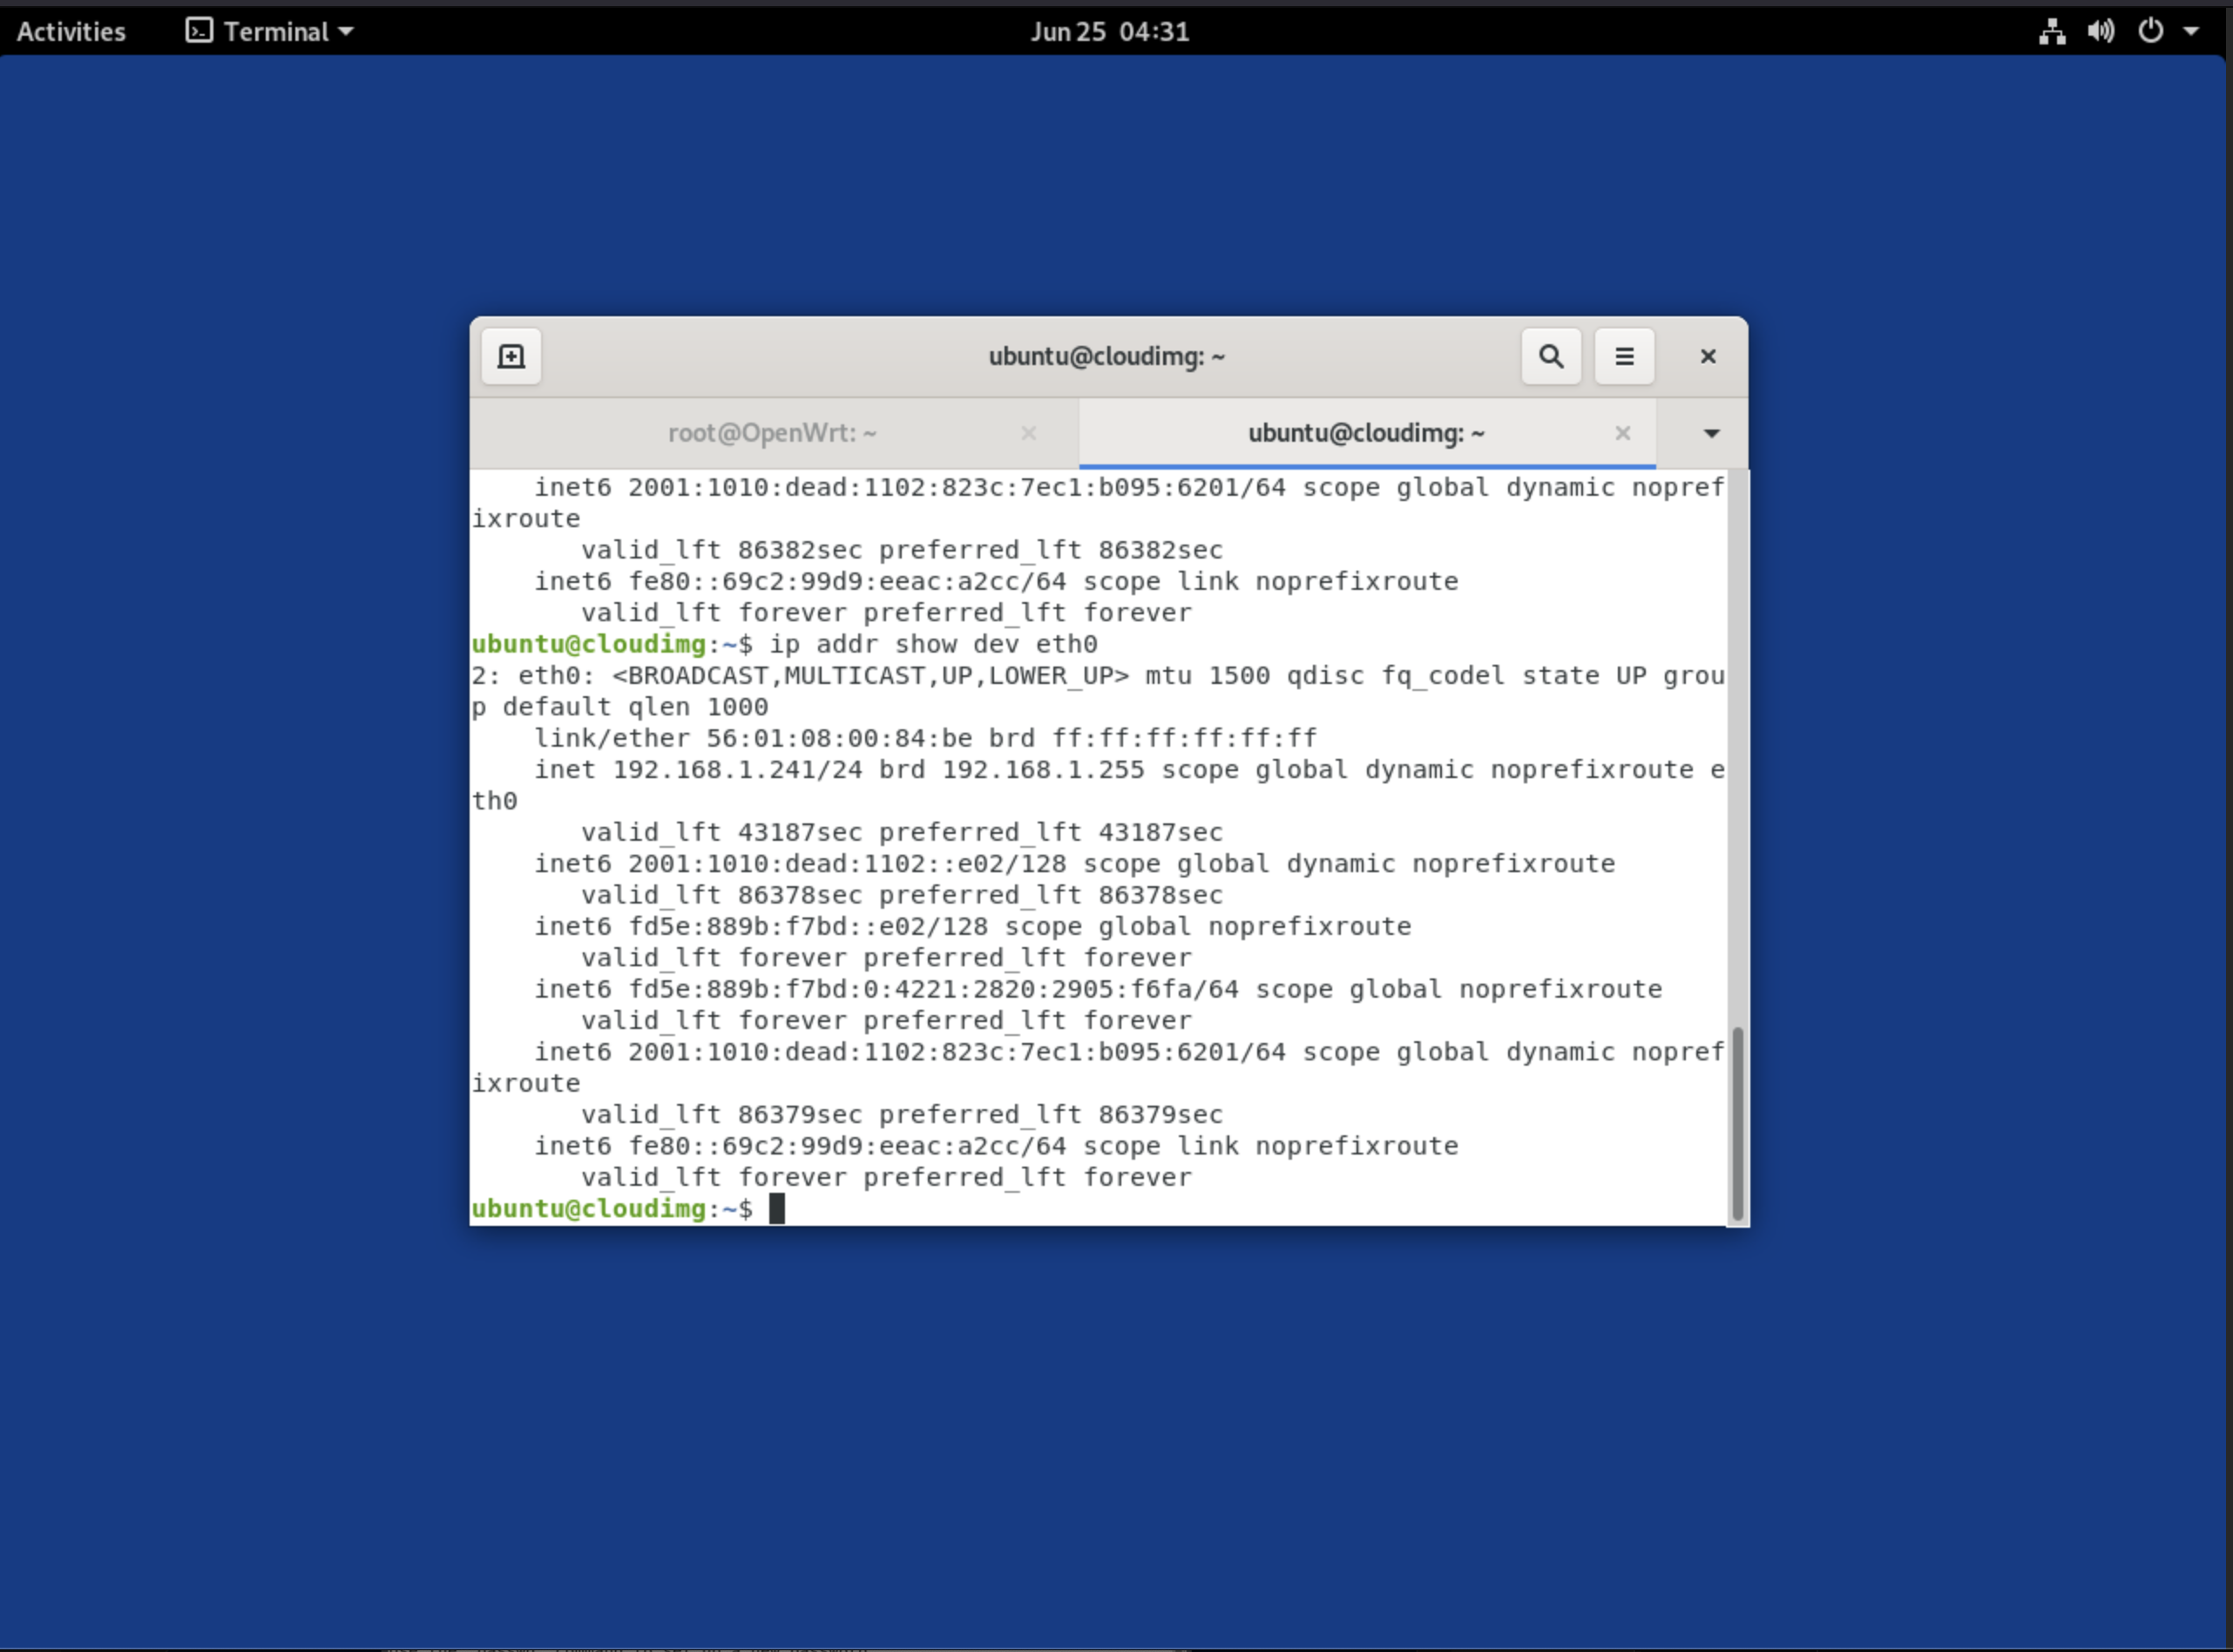 Activities Terminal Jun 25 04:31
ubuntu@cloudimg: ~
root@OpenWrt: ~ ubuntu@cloudimg: ~
inet6 2001:1010:dead:1102:823c:7ec1:b095:6201/64 scope global dynamic nopref
ixroute
valid_lft 86382sec preferred_lft 86382sec
inet6 fe80::69c2:99d9:eeac:a2cc/64 scope link noprefixroute
valid_lft forever preferred_lft forever
ubuntu@cloudimg:~$ ip addr show dev eth0
2: eth0: <BROADCAST,MULTICAST,UP,LOWER_UP> mtu 1500 qdisc fq_codel state UP grou
p default qlen 1000
link/ether 56:01:08:00:84:be brd ff:ff:ff:ff:ff:ff
inet 192.168.1.241/24 brd 192.168.1.255 scope global dynamic noprefixroute e
th0
valid_lft 43187sec preferred_lft 43187sec
inet6 2001:1010:dead:1102::e02/128 scope global dynamic noprefixroute
valid_lft 86378sec preferred_lft 86378sec
inet6 fd5e:889b:f7bd::e02/128 scope global noprefixroute
valid_lft forever preferred_lft forever
inet6 fd5e:889b:f7bd:0:4221:2820:2905:f6fa/64 scope global noprefixroute
valid_lft forever preferred_lft forever
inet6 2001:1010:dead:1102:823c:7ec1:b095:6201/64 scope global dynamic nopref
ixroute
valid_lft 86379sec preferred_lft 86379sec
inet6 fe80::69c2:99d9:eeac:a2cc/64 scope link noprefixroute
valid_lft forever preferred_lft forever
ubuntu@cloudimg:~$